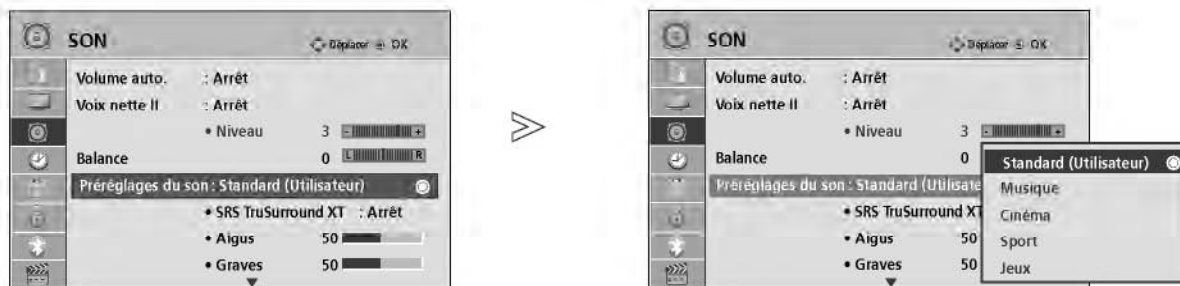 SON
Déplacer OK
Volume auto. : Arrêt
Voix nette II : Arrêt
• Niveau 3 - +
Balance 0 L R
Préréglages du son : Standard (Utilisateur)
• SRS TruSurround XT : Arrêt
• Aigus 50
• Graves 50
SON
Déplacer OK
Volume auto. : Arrêt
Voix nette II : Arrêt
• Niveau 3 - +
Balance 0
Préréglages du son : Standard (Utilisate
• SRS TruSurround XT
• Aigus 50
• Graves 50
Standard (Utilisateur)
Musique
Cinéma
Sport
Jeux